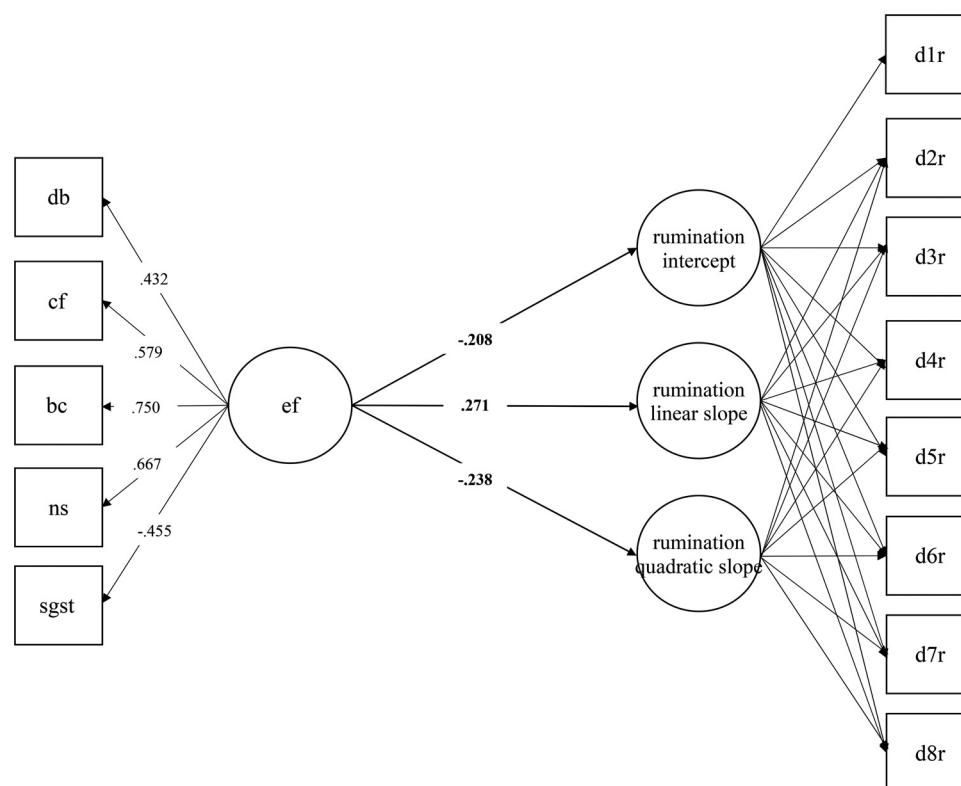 db
cf
bc
ns
sgst
.432
.579
.750
.667
-.455
ef
-.208
.271
-.238
rumination
intercept
rumination
linear slope
rumination
quadratic slope
d1r
d2r
d3r
d4r
d5r
d6r
d7r
d8r